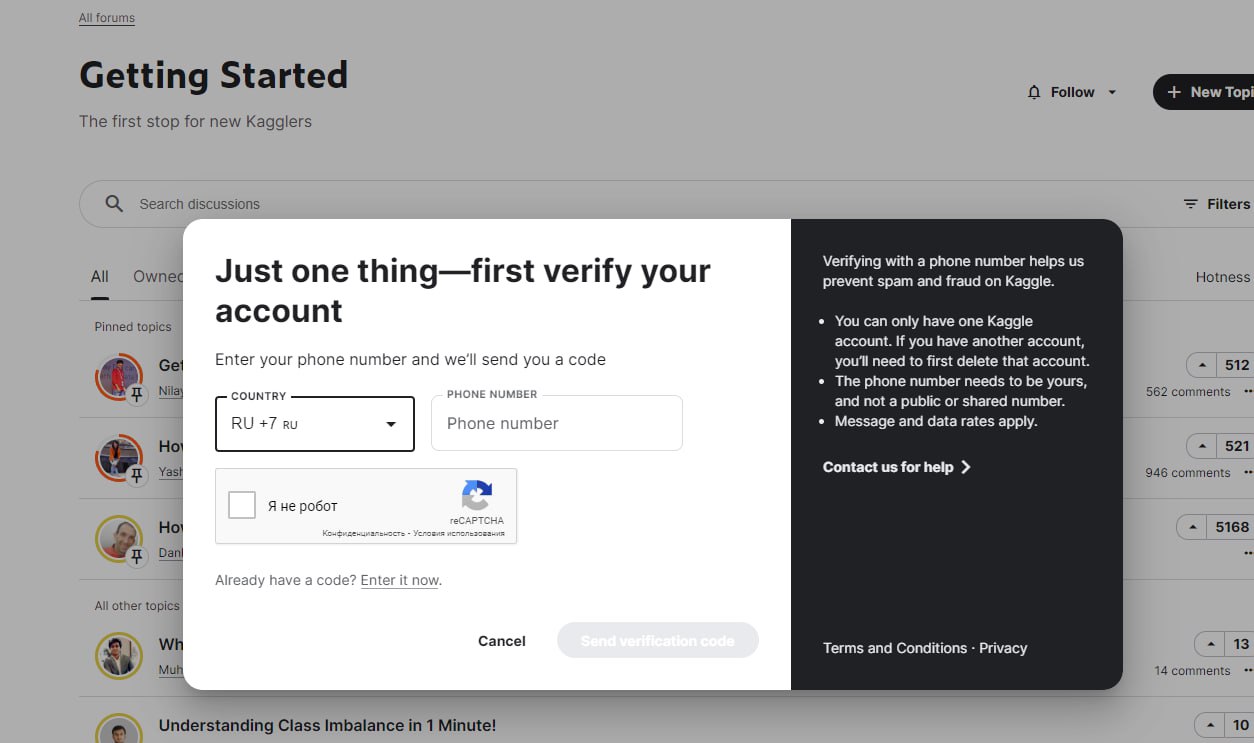 All forums
Getting Started
The first stop for new Kagglers
Follow
New Topi
Search discussions
Filters
All
Owned
Hotness
Pinned topics
Get
Nilay
512
562 comments
How
Yash
521
946 comments
How
Danl
5168
All other topics
Wh
Muh
13
14 comments
Understanding Class Imbalance in 1 Minute!
10
Just one thing—first verify your
account
Enter your phone number and we'll send you a code
COUNTRY
RU +7 RU
PHONE NUMBER
Phone number
Я не робот
reCAPTCHA
Конфиденциальность - Условия использования
Already have a code? Enter it now.
Cancel
Send verification code
Verifying with a phone number helps us
prevent spam and fraud on Kaggle.
• You can only have one Kaggle
account. If you have another account,
you'll need to first delete that account.
• The phone number needs to be yours,
and not a public or shared number.
• Message and data rates apply.
Contact us for help
Terms and Conditions · Privacy